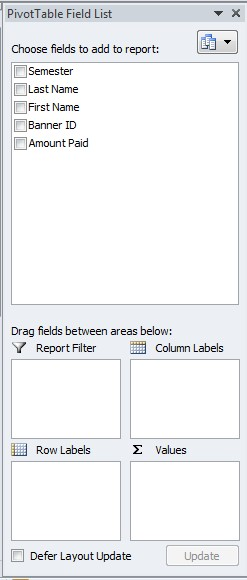 PivotTable Field List
Choose fields to add to report:
Semester
Last Name
First Name
Banner ID
Amount Paid
Drag fields between areas below:
Report Filter
Column Labels
Row Labels
Σ Values
Defer Layout Update
Update